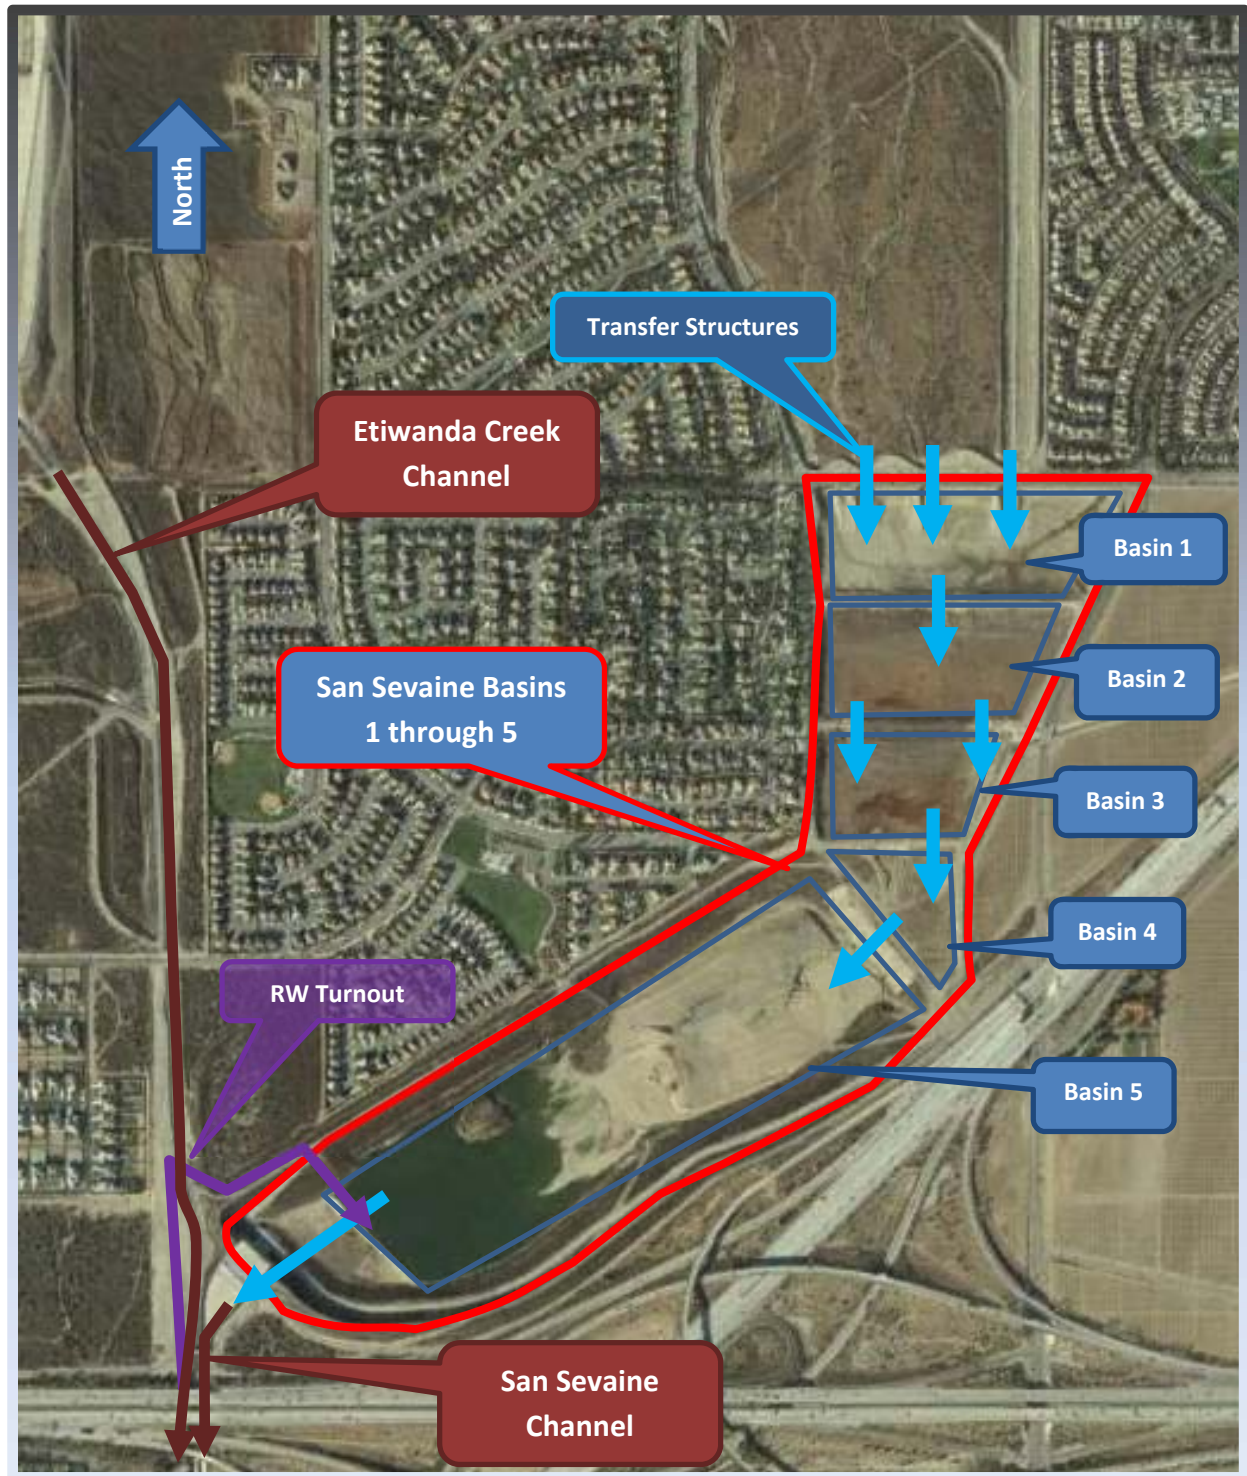 North
Transfer Structures
Etiwanda Creek
Channel
Basin 1
San Sevaine Basins
1 through 5
Basin 2
Basin 3
Basin 4
RW Turnout
Basin 5
San Sevaine
Channel